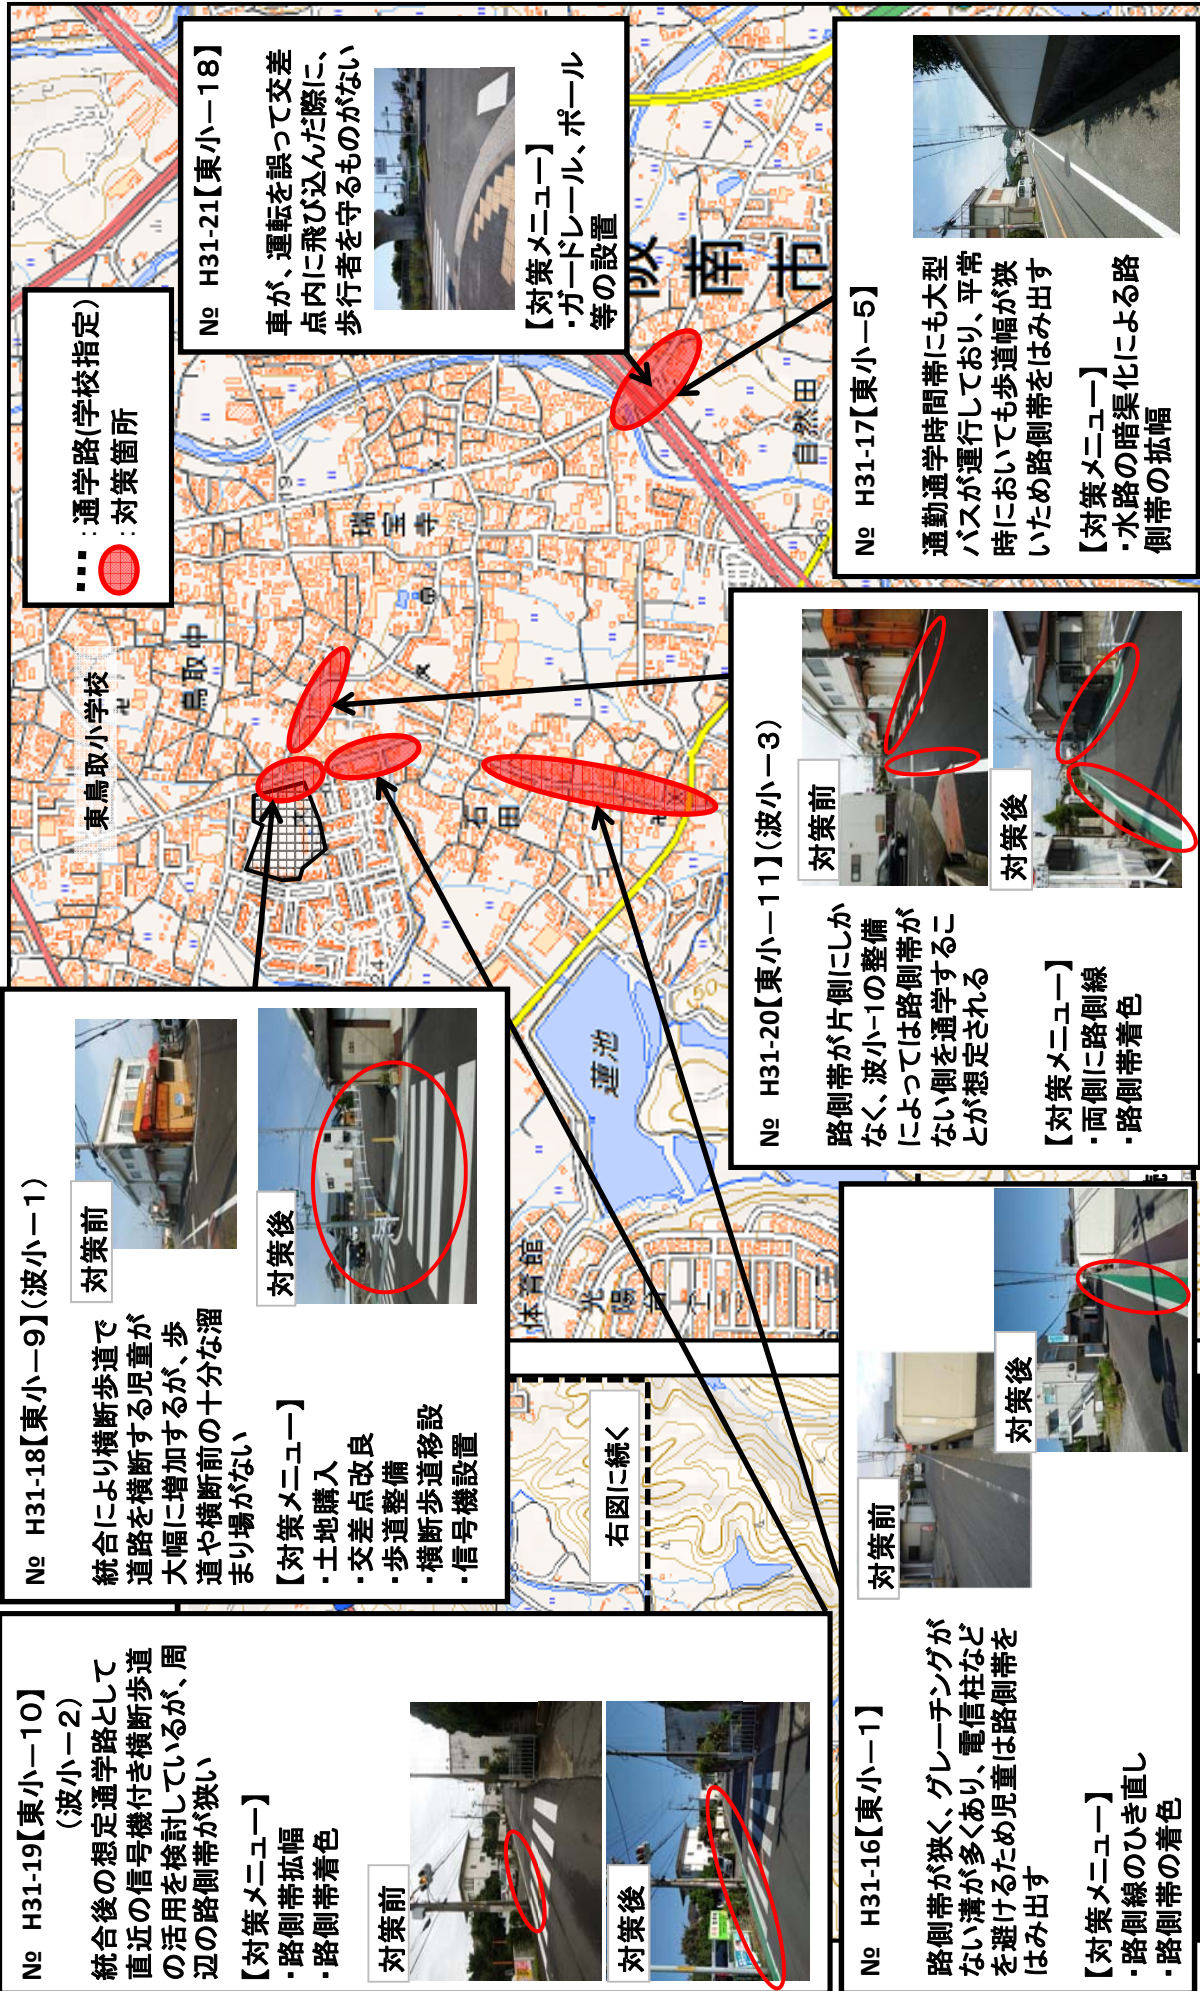 № H31-19【東小－10】
（波小－2）
統合後の想定通学路として
直近の信号機付き横断歩道
の活用を検討しているが、周
辺の路側帯が狭い
【対策メニュー】
・路側帯拡幅
・路側帯着色
対策前
対策後
№ H31-18【東小－9】（波小－1）
統合により横断歩道で
道路を横断する児童が
大幅に増加するが、歩
道や横断前の十分な溜
まり場がない
【対策メニュー】
・土地購入
・交差点改良
・歩道整備
・横断歩道移設
・信号機設置
対策前
対策後
東鳥取小学校
：通学路(学校指定)
：対策箇所
№ H31-21【東小－18】
車が、運転を誤って交差
点内に飛び込んだ際に、
歩行者を守るものがない
【対策メニュー】
・ガードレール、ポール
等の設置
鳥取中
19
瑞宝寺
石田
自然田
阪南市
蓮池
50
体育館
光陽台
右図に続く
№ H31-16【東小－1】
路側帯が狭く、グレーチングが
ない溝が多くあり、電信柱など
を避けるため児童は路側帯を
はみ出す
【対策メニュー】
・路側線のひき直し
・路側帯の着色
対策前
対策後
№ H31-20【東小－11】（波小－3）
路側帯が片側にしか
なく、波小-1の整備
によっては路側帯が
ない側を通学するこ
とが想定される
【対策メニュー】
・両側に路側線
・路側帯着色
対策前
対策後
№ H31-17【東小－5】
通勤通学時間帯にも大型
バスが運行しており、平常
時においても歩道幅が狭
いため路側帯をはみ出す
【対策メニュー】
・水路の暗渠化による路
側帯の拡幅